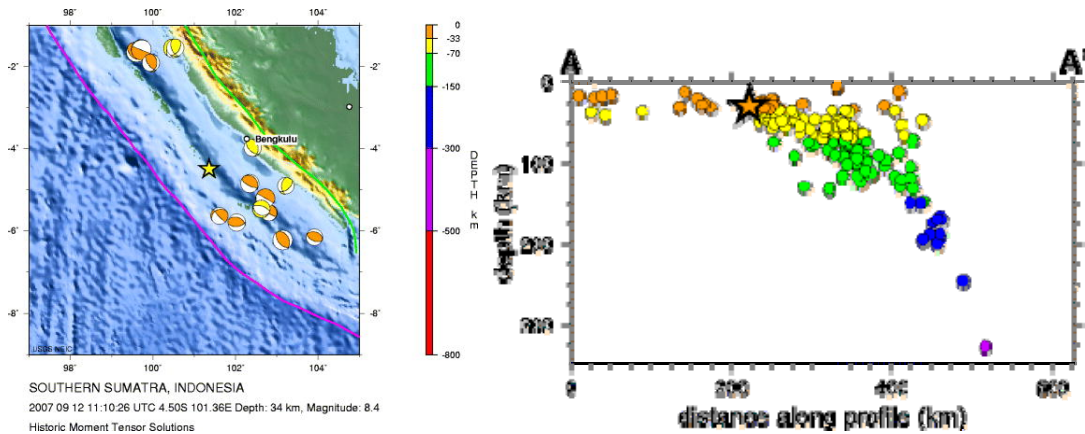 98˚ 100˚ 102˚ 104˚
-2˚ -2˚
Bengkulu
-4˚ -4˚
-6˚ -6˚
-8˚ -8˚
USGS NEIC
98˚ 100˚ 102˚ 104˚
0
-33
-70
-150
-300
-500
-800
DEPTH km
SOUTHERN SUMATRA, INDONESIA
2007 09 12 11:10:26 UTC 4.50S 101.36E Depth: 34 km, Magnitude: 8.4
Historic Moment Tensor Solutions
A A'
0
100
200
300
depth (km)
0 200 400 600
distance along profile (km)